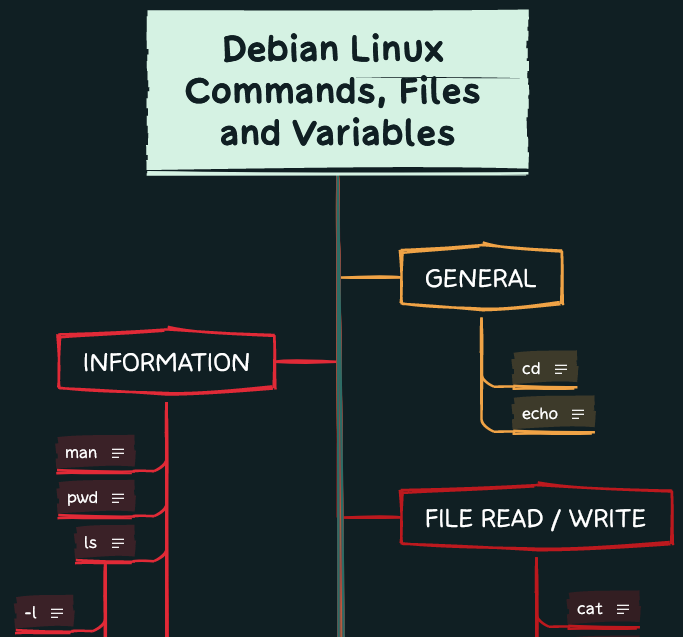 Debian Linux
Commands, Files
and Variables
GENERAL
cd
echo
INFORMATION
man
pwd
ls
-l
FILE READ / WRITE
cat